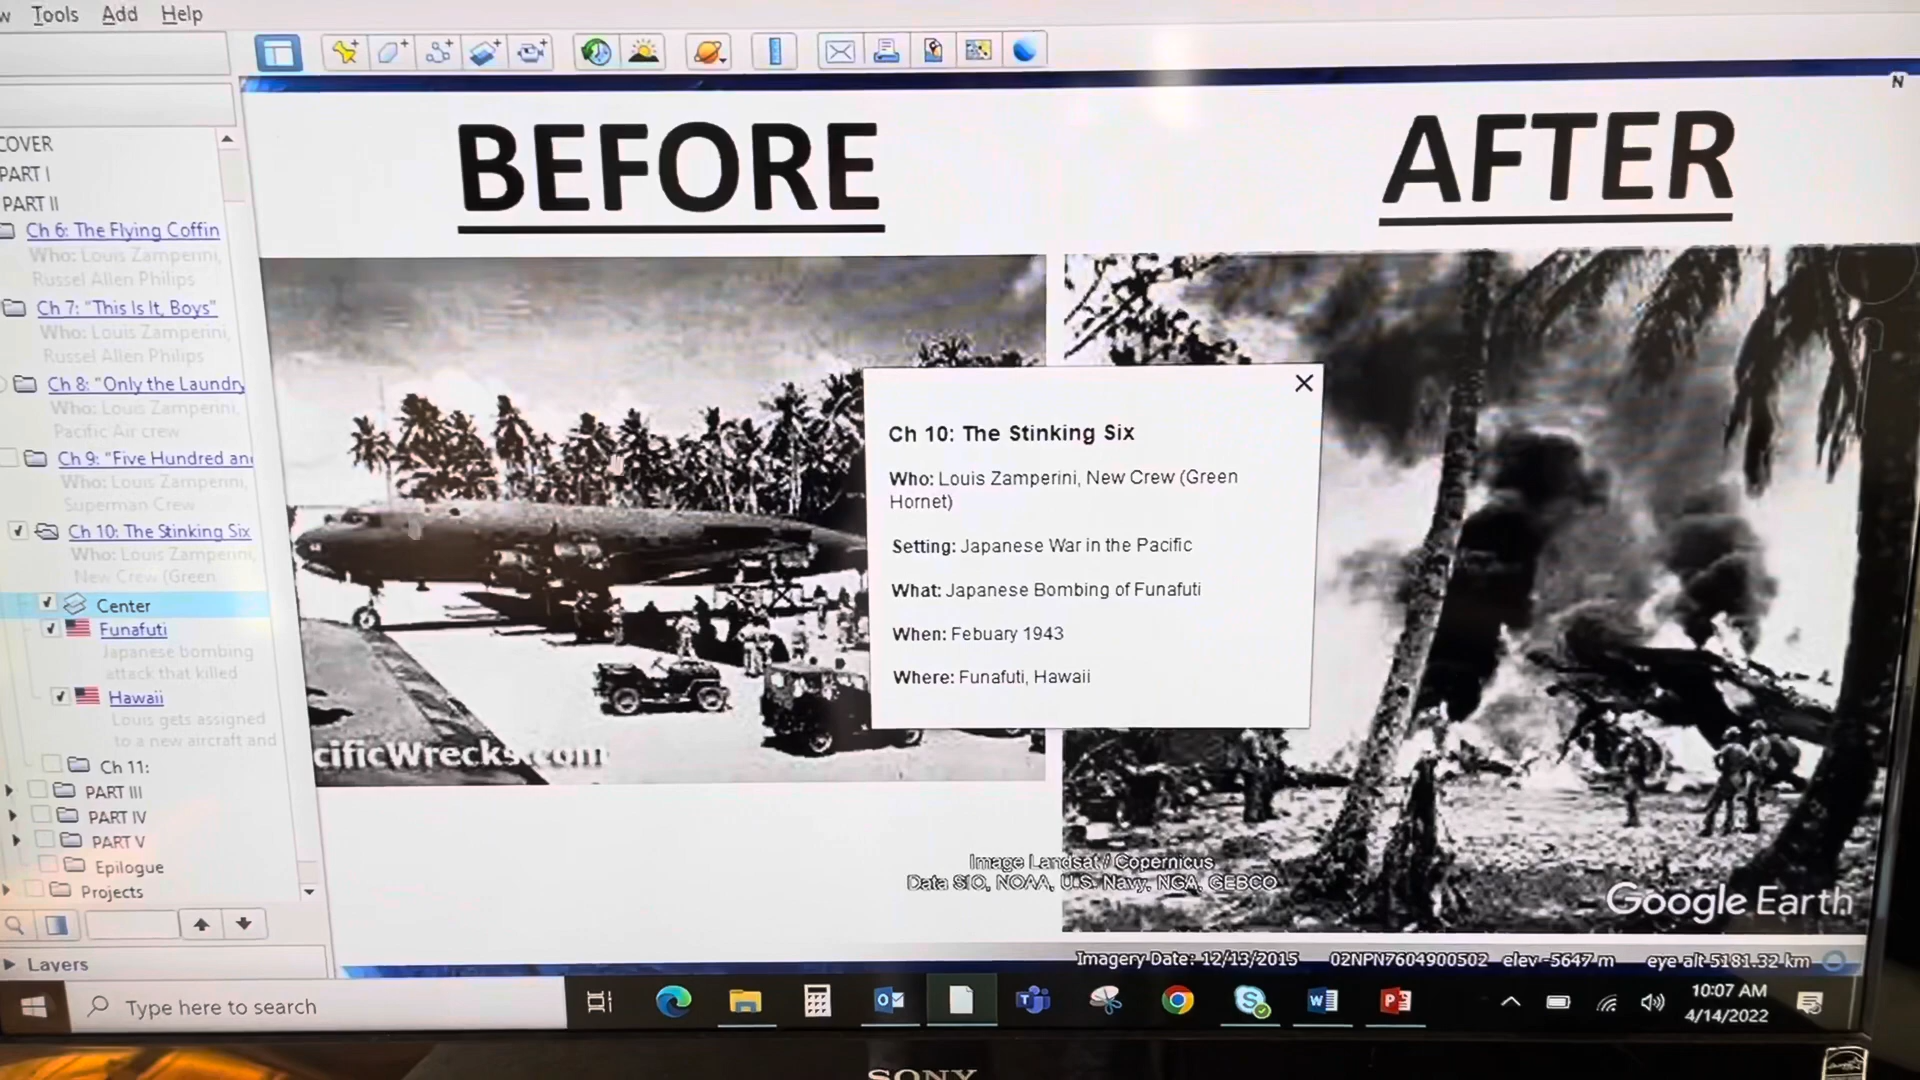 Tools Add Help
BEFORE
AFTER
N
COVER
PART I
PART II
Ch 6: The Flying Coffin
Who: Louis Zamperini,
Russel Allen Philips
Ch 7: "This Is It, Boys"
Who: Louis Zamperini,
Russel Allen Philips
Ch 8: "Only the Laundry
Who: Louis Zamperini,
Pacific Air crew
Ch 9: "Five Hundred and
Who: Louis Zamperini,
Superman Crew
Ch 10: The Stinking Six
Who: Louis Zamperini,
New Crew (Green
Center
Funafuti
Japanese bombing
attack that killed
Hawaii
Louis gets assigned
to a new aircraft and
Ch 11:
PART III
PART IV
PART V
Epilogue
Projects
Layers
Ch 10: The Stinking Six
Who: Louis Zamperini, New Crew (Green
Hornet)
Setting: Japanese War in the Pacific
What: Japanese Bombing of Funafuti
When: Febuary 1943
Where: Funafuti, Hawaii
cificWrecks.com
Image Landsat / Copernicus
Data SIO, NOAA, U.S. Navy, NGA, GEBCO
Google Earth
Imagery Date: 12/13/2015 02NPN7604900502 elev -5647 m eye alt 5181.32 km
Type here to search
10:07 AM
4/14/2022
SONY